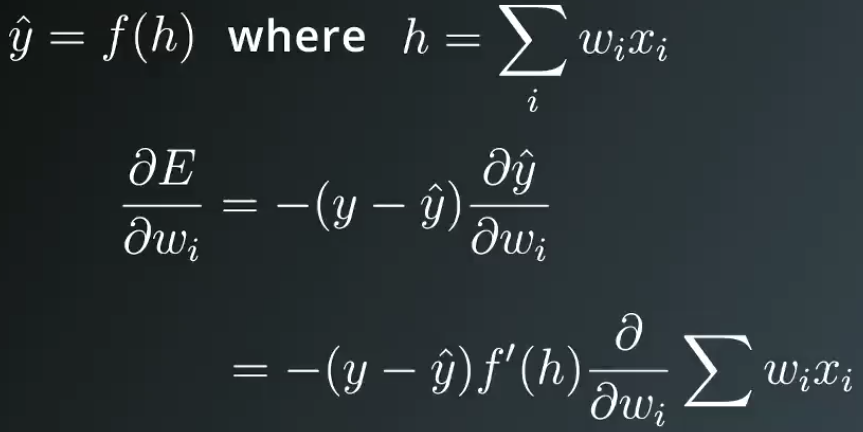 ŷ = f(h) where h = ∑_i w_i x_i
∂E/∂w_i = −(y − ŷ) ∂ŷ/∂w_i
= −(y − ŷ) f′(h) ∂/∂w_i ∑ w_i x_i